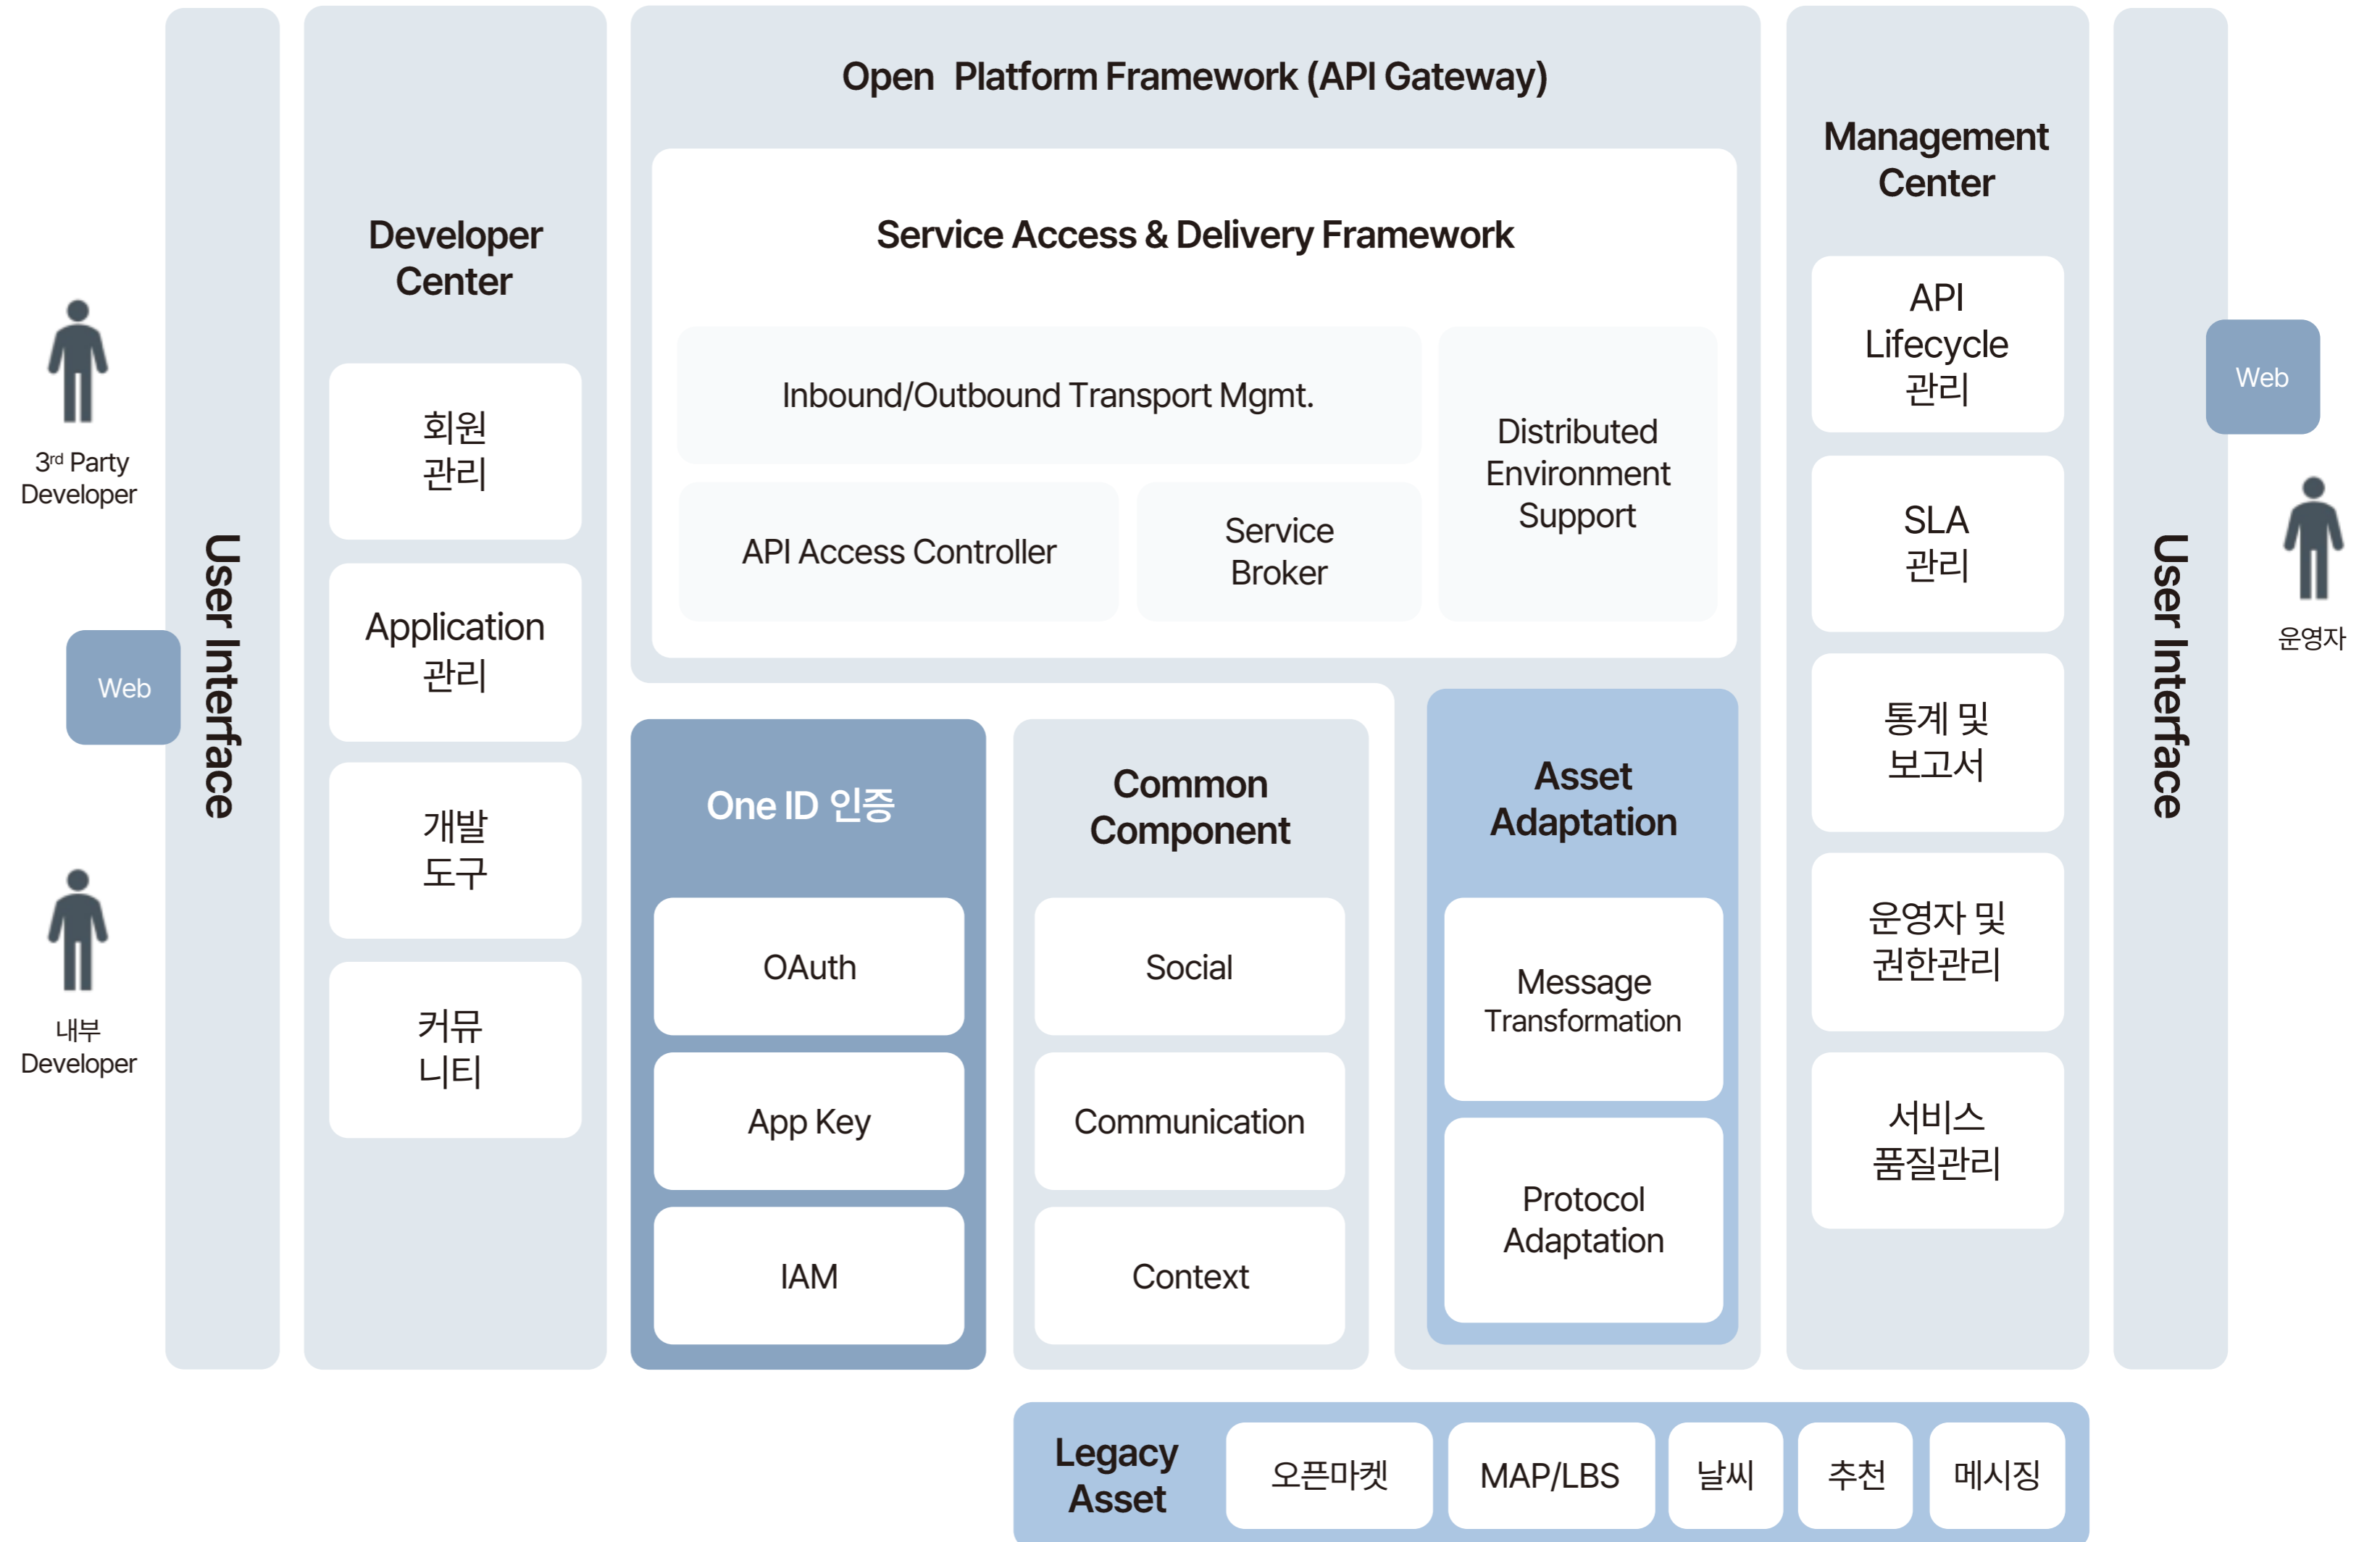 3rd Party
Developer
Web
내부
Developer
User Interface
Developer
Center
회원
관리
Application
관리
개발
도구
커뮤
니티
Open Platform Framework (API Gateway)
Service Access & Delivery Framework
Inbound/Outbound Transport Mgmt.
API Access Controller
Service
Broker
Distributed
Environment
Support
One ID 인증
OAuth
App Key
IAM
Common
Component
Social
Communication
Context
Asset
Adaptation
Message
Transformation
Protocol
Adaptation
Management
Center
API
Lifecycle
관리
SLA
관리
통계 및
보고서
운영자 및
권한관리
서비스
품질관리
User Interface
Web
운영자
Legacy
Asset
오픈마켓
MAP/LBS
날씨
추천
메시징